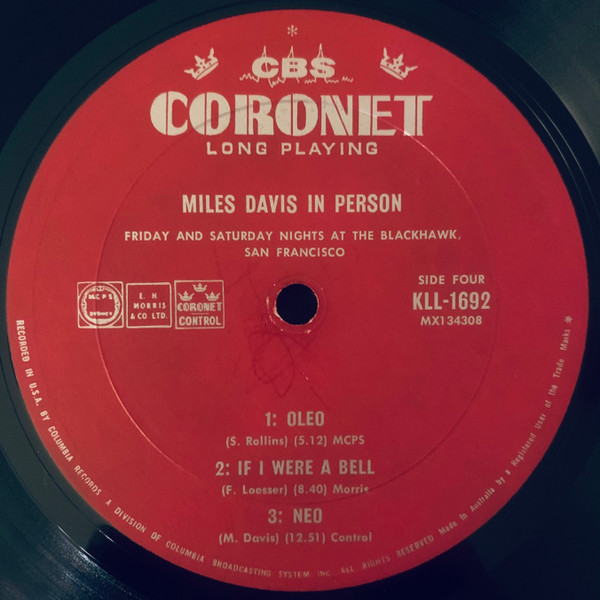 *
CBS
CORONET
LONG PLAYING
MILES DAVIS IN PERSON
FRIDAY AND SATURDAY NIGHTS AT THE BLACKHAWK,
SAN FRANCISCO
SIDE FOUR
KLL-1692
MX134308
MCPS
SYDNEY
E. H.
MORRIS
& CO LTD.
CORONET
CONTROL
1: OLEO
(S. Rollins) (5.12) MCPS
2: IF I WERE A BELL
(F. Loesser) (8.40) Morris
3: NEO
(M. Davis) (12.51) Control
RECORDED IN U.S.A. BY COLUMBIA RECORDS A DIVISION OF COLUMBIA BROADCASTING SYSTEM INC. ALL RIGHTS RESERVED Made In Australia by a Registered User of the Trade Marks *